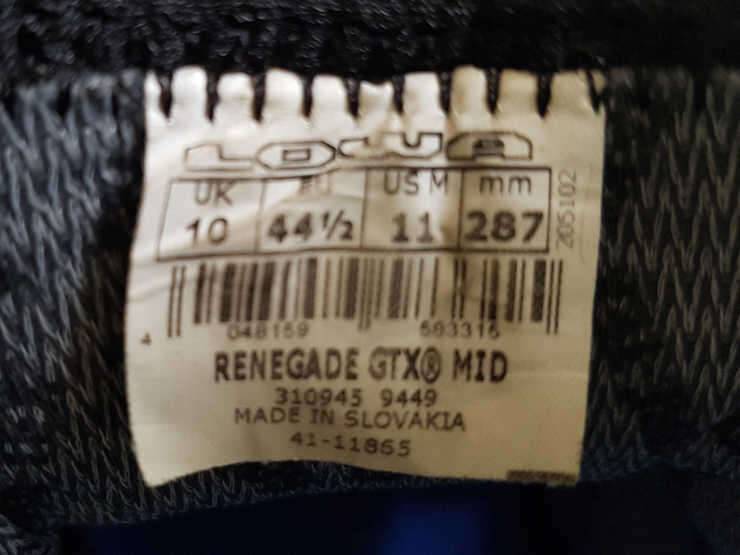 LOWA
UK EU US M mm
10 44½ 11 287
205102
4 048159 593316
RENEGADE GTX® MID
310945 9449
MADE IN SLOVAKIA
41-11865